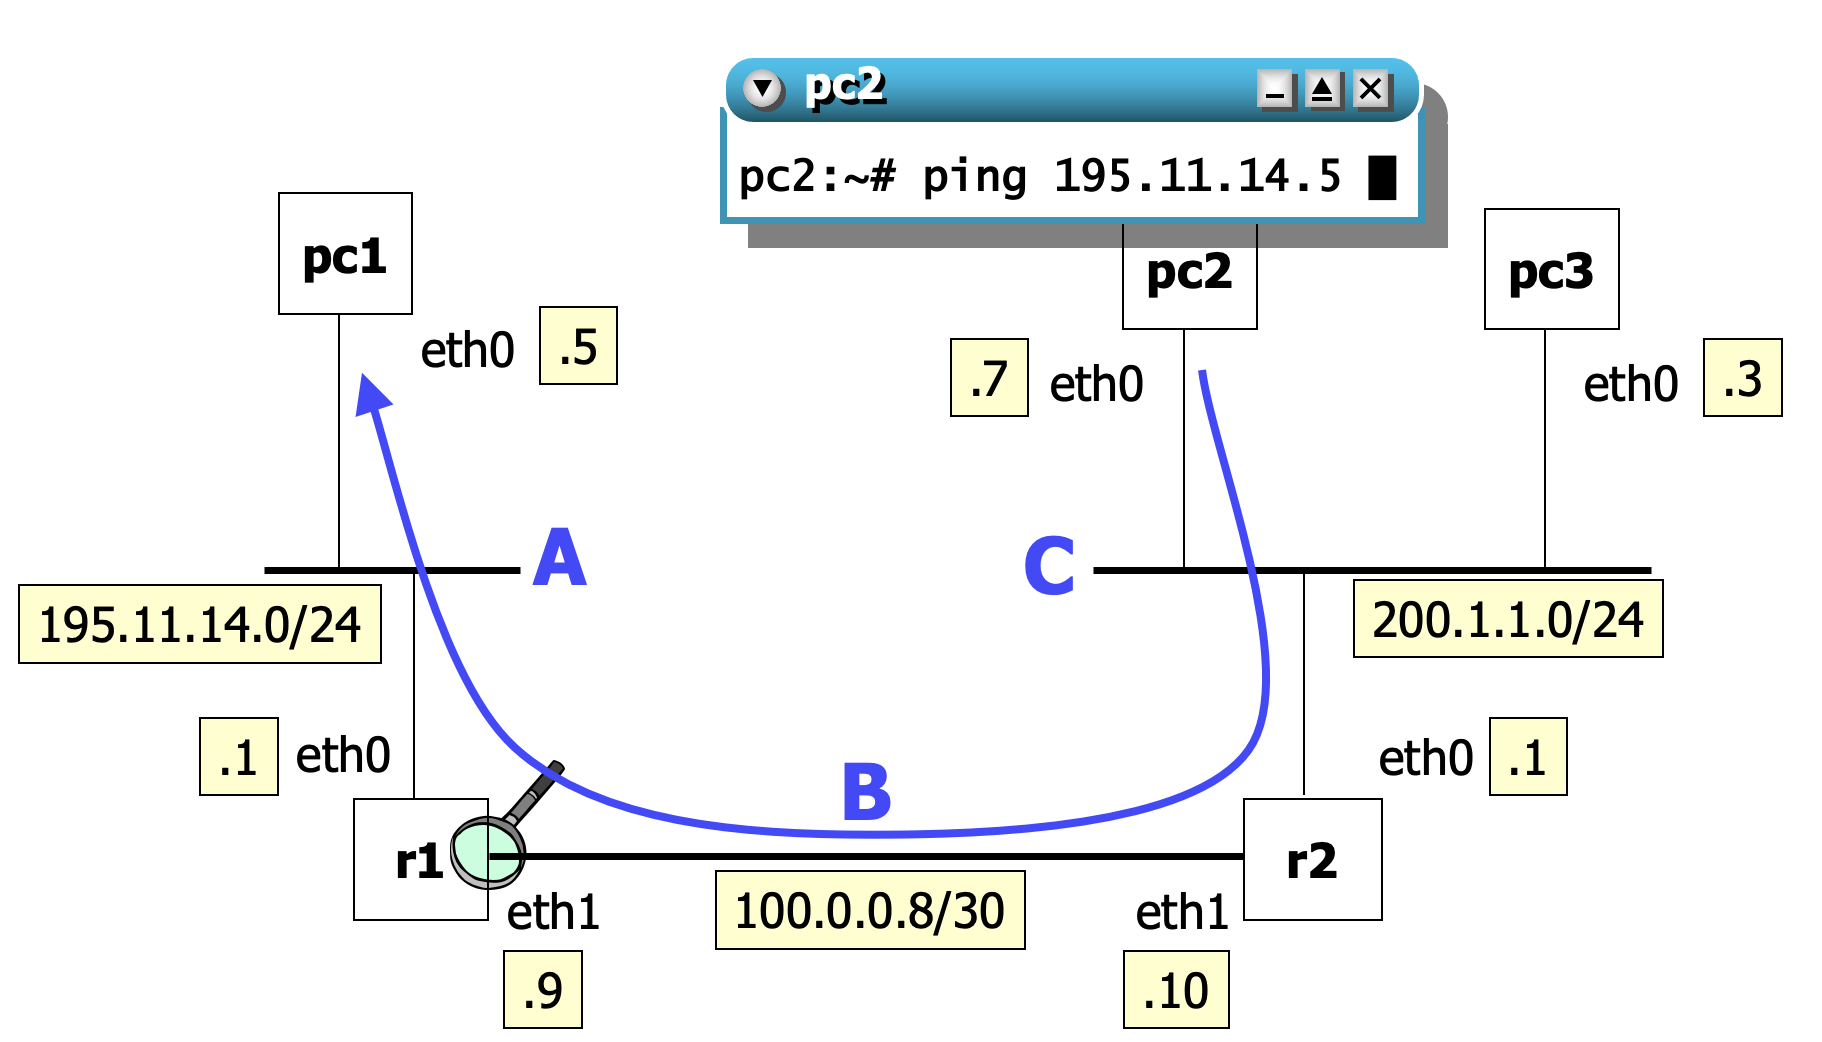 pc2
pc2:~# ping 195.11.14.5
pc1
pc2
pc3
eth0 .5
.7 eth0
eth0 .3
A
C
195.11.14.0/24
200.1.1.0/24
.1 eth0
eth0 .1
B
r1
r2
eth1
100.0.0.8/30
eth1
.9
.10